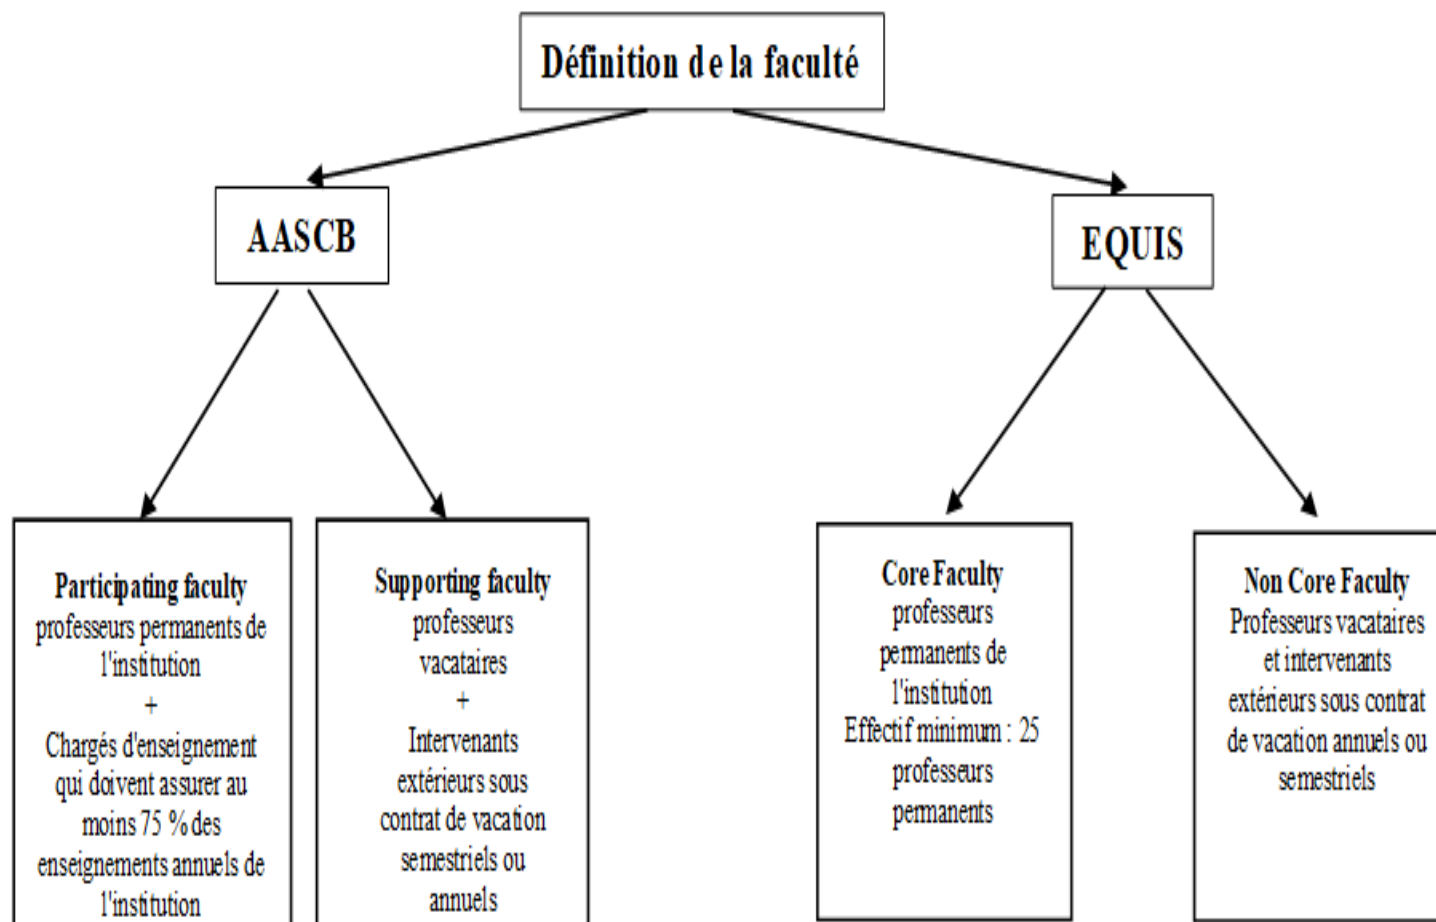 Définition de la faculté
AASCB
EQUIS
Participating faculty
professeurs permanents de
l'institution
+
Chargés d'enseignement
qui doivent assurer au
moins 75 % des
enseignements annuels de
l'institution
Supporting faculty
professeurs
vacataires
+
Intervenants
extérieurs sous
contrat de vacation
semestriels ou
annuels
Core Faculty
professeurs
permanents de
l'institution
Effectif minimum : 25
professeurs
permanents
Non Core Faculty
Professeurs vacataires
et intervenants
extérieurs sous contrat
de vacation annuels ou
semestriels